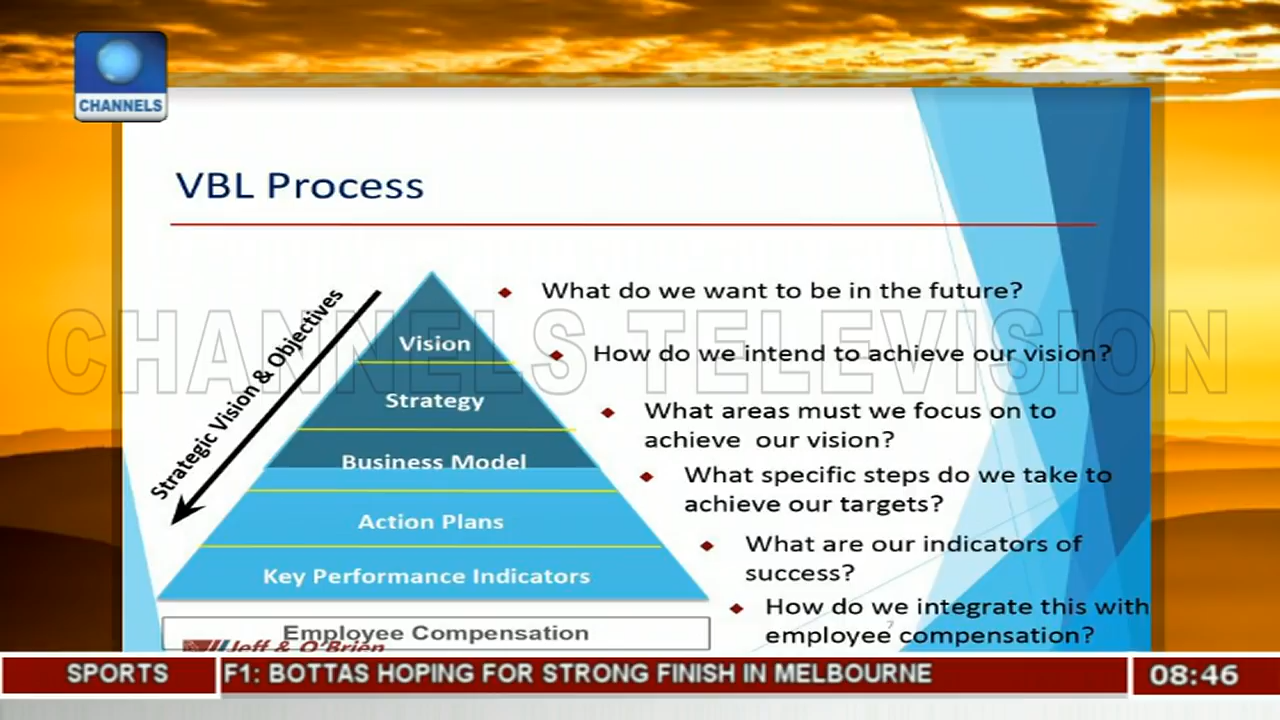 CHANNELS
VBL Process
Strategic Vision & Objectives
Vision
Strategy
Business Model
Action Plans
Key Performance Indicators
Employee Compensation
What do we want to be in the future?
How do we intend to achieve our vision?
What areas must we focus on to
achieve our vision?
What specific steps do we take to
achieve our targets?
What are our indicators of
success?
How do we integrate this with
employee compensation?
7
Jeff & O'Brien
CHANNELS TELEVISION
SPORTS
F1: BOTTAS HOPING FOR STRONG FINISH IN MELBOURNE
08:46